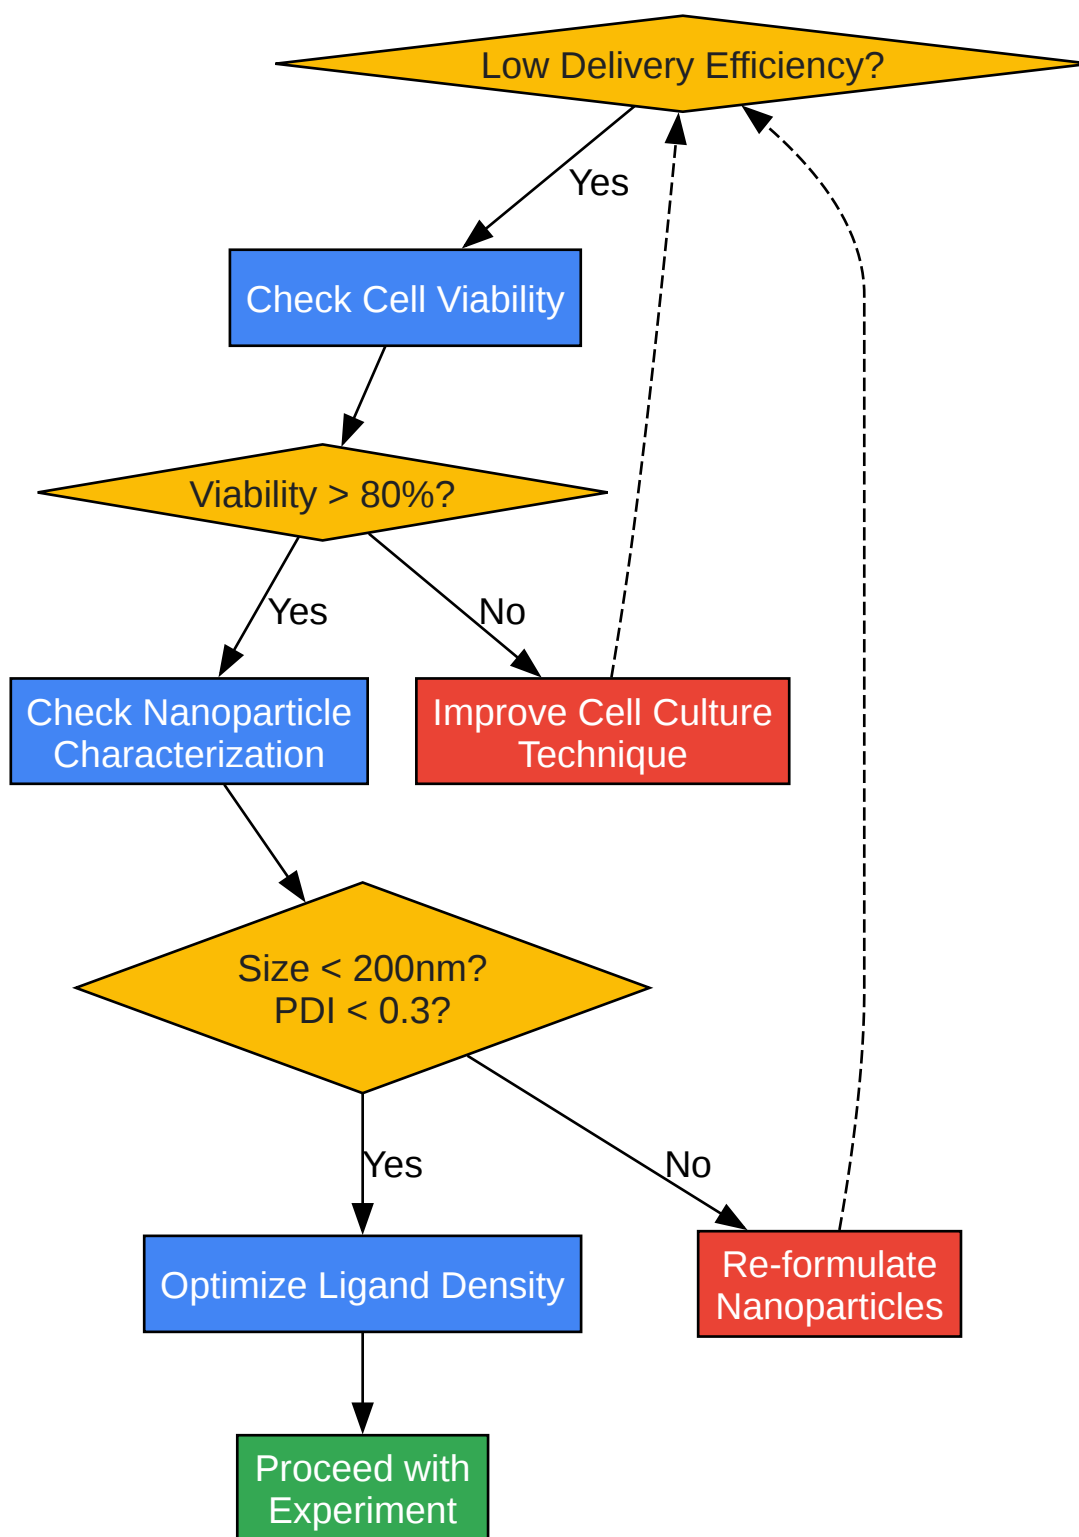 Low Delivery Efficiency?
Yes
Check Cell Viability
Viability > 80%?
Yes
No
Check Nanoparticle
Characterization
Improve Cell Culture
Technique
Size < 200nm?
PDI < 0.3?
Yes
No
Optimize Ligand Density
Re-formulate
Nanoparticles
Proceed with
Experiment